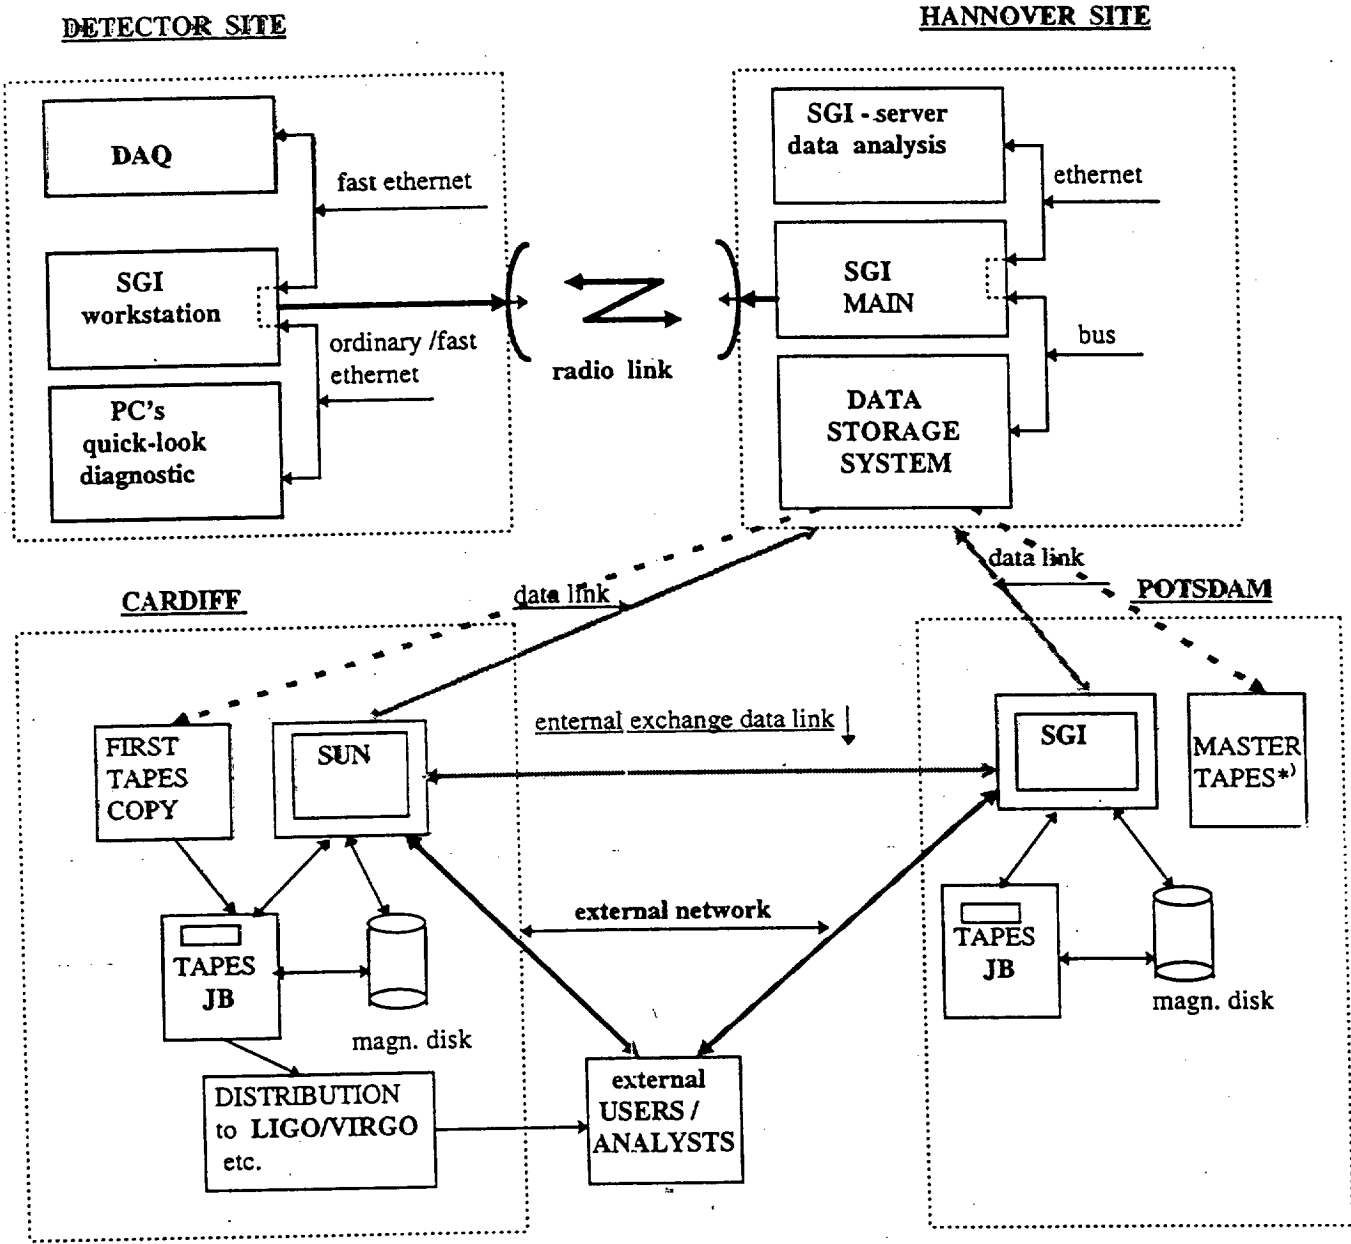 DETECTOR SITE
HANNOVER SITE
DAQ
fast ethernet
SGI
workstation
ordinary /fast
ethernet
PC's
quick-look
diagnostic
radio link
SGI - server
data analysis
ethernet
SGI
MAIN
bus
DATA
STORAGE
SYSTEM
data link
data link
CARDIFF
POTSDAM
FIRST
TAPES
COPY
SUN
enternal exchange data link
SGI
MASTER
TAPES*)
external network
TAPES
JB
magn. disk
TAPES
JB
magn. disk
DISTRIBUTION
to LIGO/VIRGO
etc.
external
USERS /
ANALYSTS